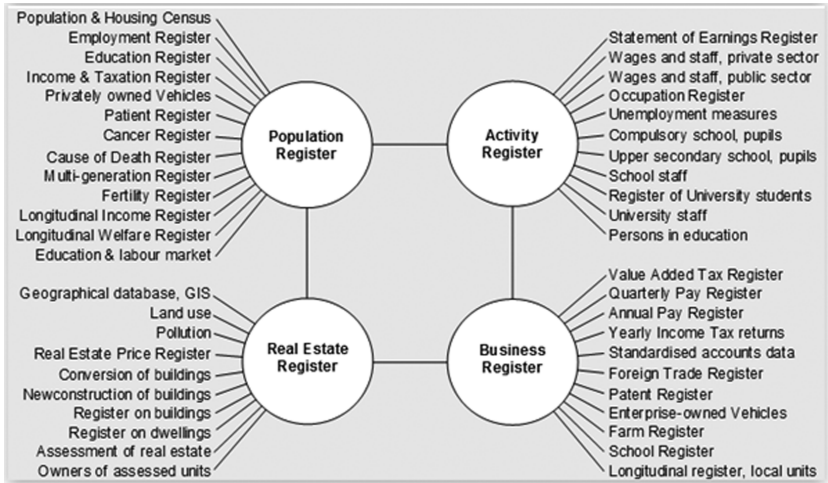 Population & Housing Census
Employment Register
Education Register
Income & Taxation Register
Privately owned Vehicles
Patient Register
Cancer Register
Cause of Death Register
Multi-generation Register
Fertility Register
Longitudinal Income Register
Longitudinal Welfare Register
Education & labour market
Population
Register
Activity
Register
Statement of Earnings Register
Wages and staff, private sector
Wages and staff, public sector
Occupation Register
Unemployment measures
Compulsory school, pupils
Upper secondary school, pupils
School staff
Register of University students
University staff
Persons in education
Geographical database, GIS
Land use
Pollution
Real Estate Price Register
Conversion of buildings
Newconstruction of buildings
Register on buildings
Register on dwellings
Assessment of real estate
Owners of assessed units
Real Estate
Register
Business
Register
Value Added Tax Register
Quarterly Pay Register
Annual Pay Register
Yearly Income Tax returns
Standardised accounts data
Foreign Trade Register
Patent Register
Enterprise-owned Vehicles
Farm Register
School Register
Longitudinal register, local units